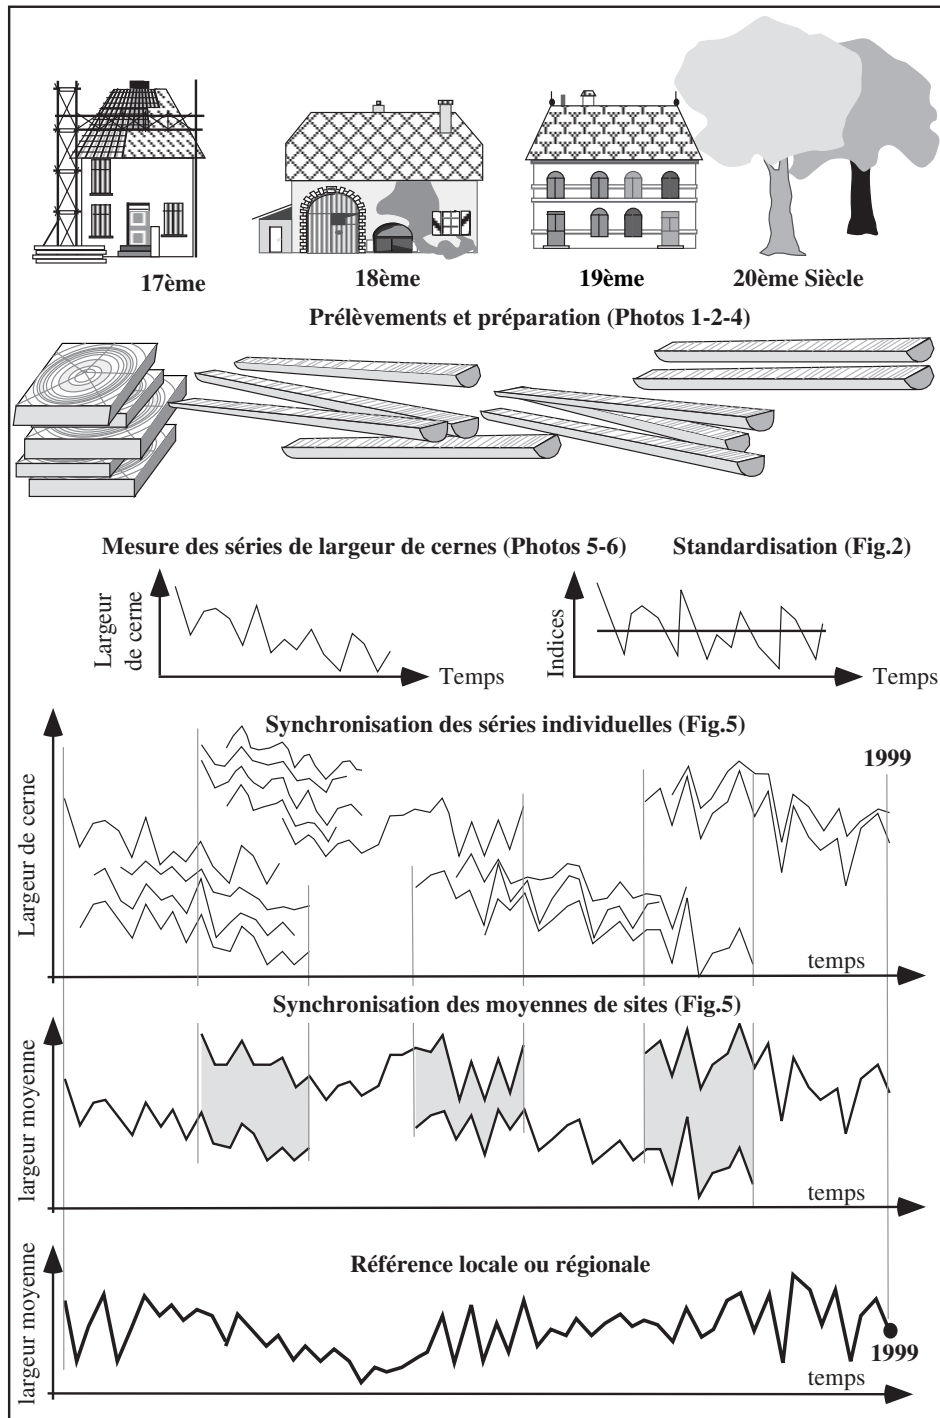 17ème
18ème
19ème
20ème Siècle
Prélèvements et préparation (Photos 1-2-4)
Mesure des séries de largeur de cernes (Photos 5-6)
Standardisation (Fig.2)
Largeur
de cerne
Temps
Indices
Temps
Synchronisation des séries individuelles (Fig.5)
1999
Largeur de cerne
temps
Synchronisation des moyennes de sites (Fig.5)
largeur moyenne
temps
Référence locale ou régionale
largeur moyenne
1999
temps